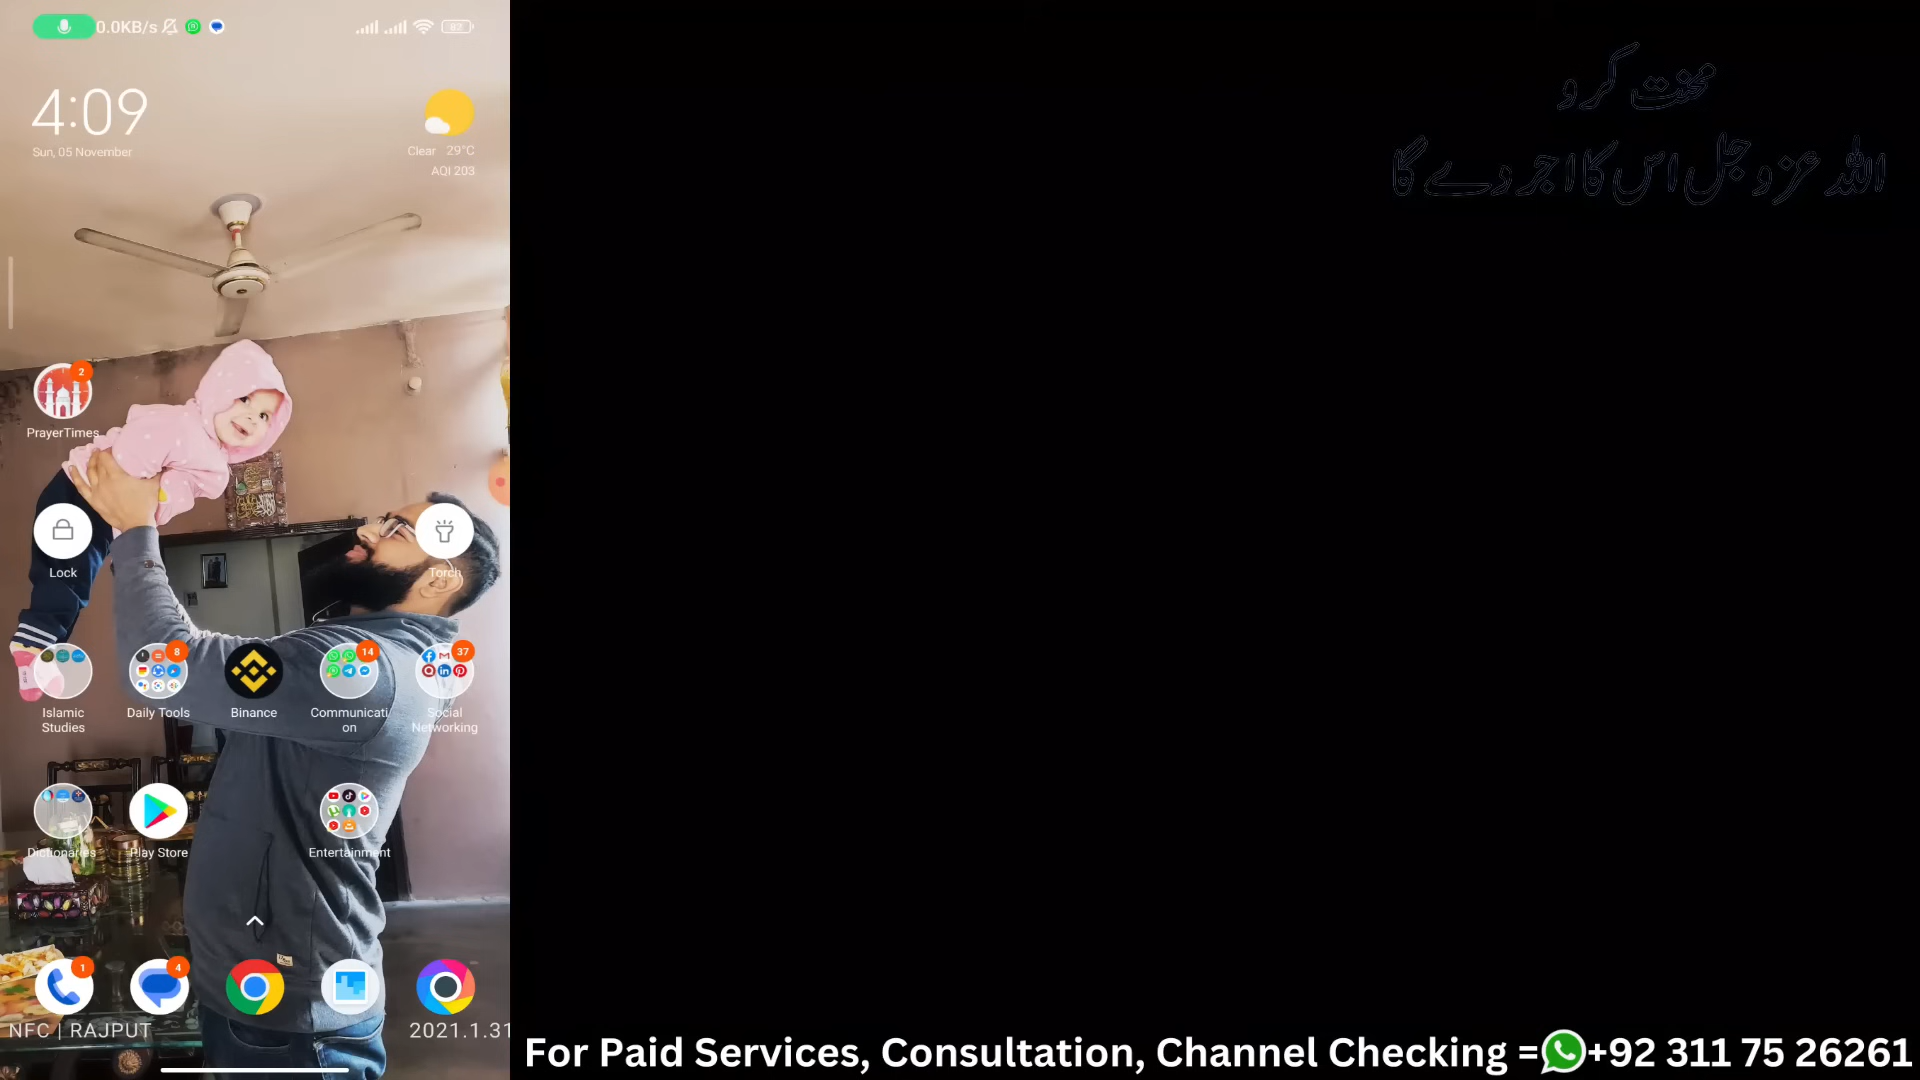 0.0KB/s
82
4:09
Sun, 05 November
Clear 29°C
AQI 203
محنت کرو
اللہ عزوجل اس کا اجر دے گا
2
PrayerTimes
Lock
Torch
8
14
37
Islamic Studies
Daily Tools
Binance
Communicati
on
Social Networking
Dictionaries
Play Store
Entertainment
1
4
NFC | RAJPUT
2021.1.31
For Paid Services, Consultation, Channel Checking =+92 311 75 26261